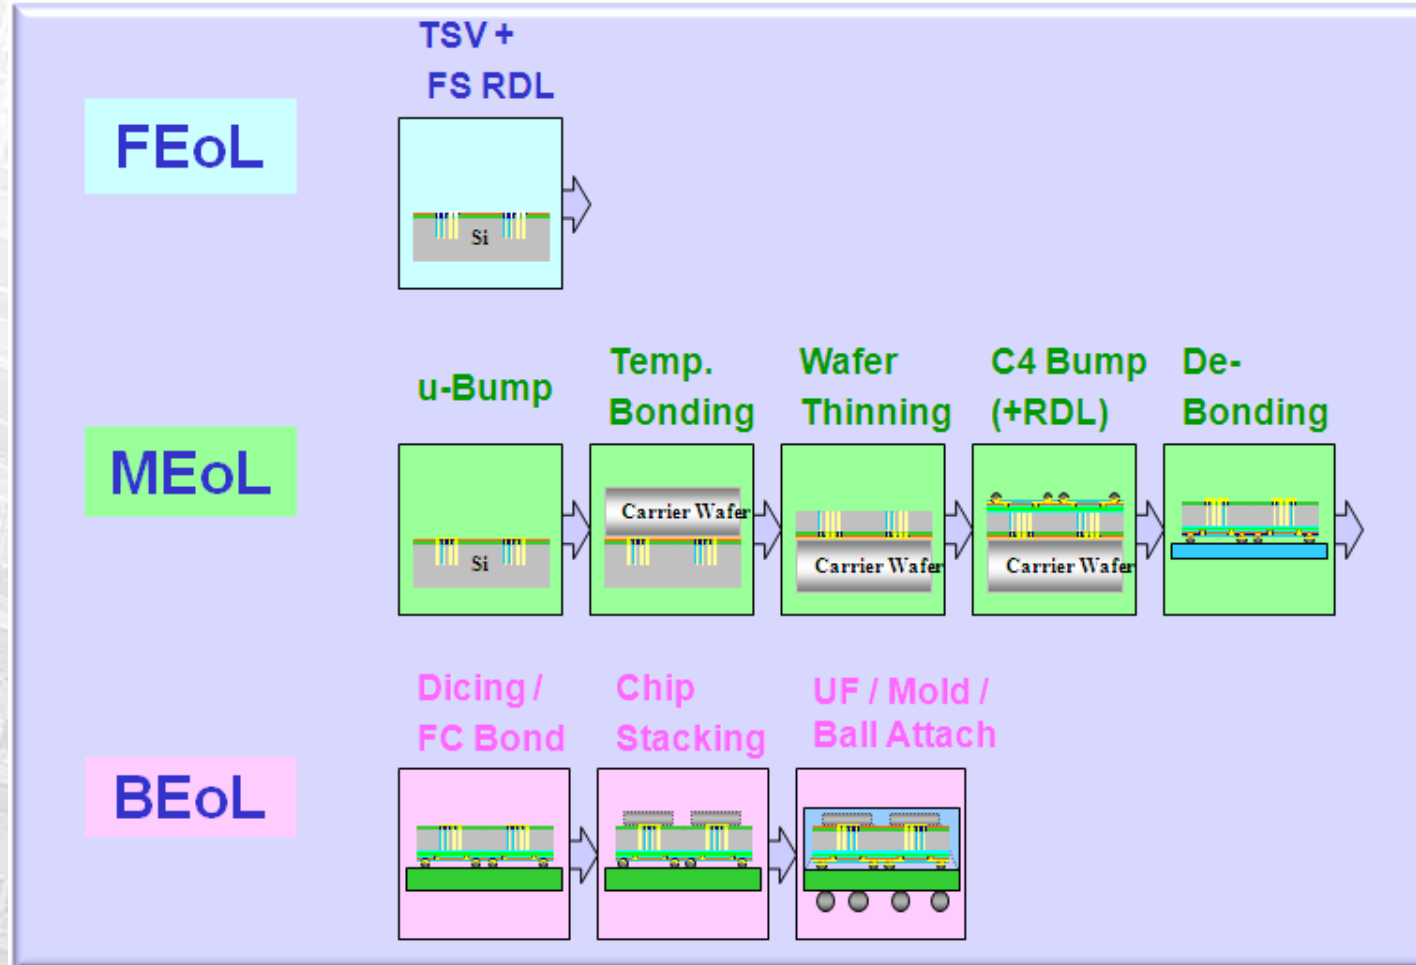 TSV +
FS RDL
FEoL
Si
u-Bump
Temp.
Bonding
Wafer
Thinning
C4 Bump
(+RDL)
De-
Bonding
MEoL
Si
Carrier Wafer
Carrier Wafer
Carrier Wafer
Dicing /
FC Bond
Chip
Stacking
UF / Mold /
Ball Attach
BEoL